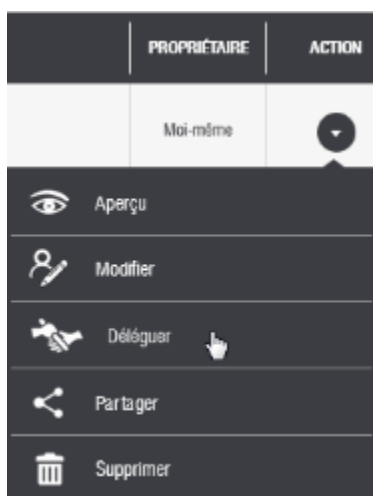 PROPRIÉTAIRE ACTION
Moi-même
Aperçu
Modifier
Déléguer
Partager
Supprimer